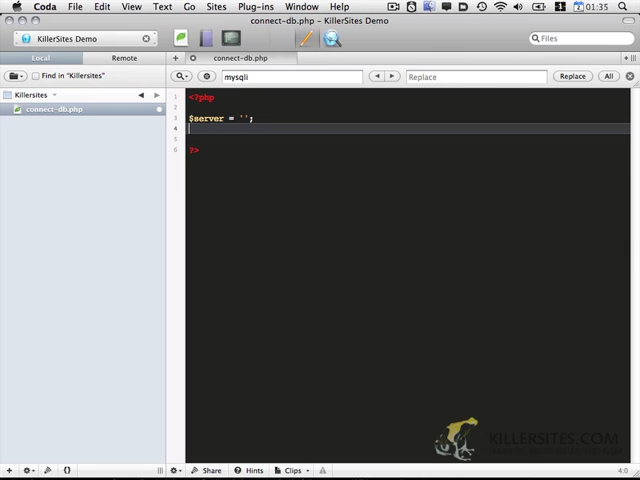 Coda File Edit View Text Go Sites Plug-ins Window Help 01:35
connect-db.php – KillerSites Demo
KillerSites Demo
Files
Local Remote
connect-db.php
Find in "Killersites"
mysqli
Replace
Replace
All
Killersites
connect-db.php
1 <?php
2
3 $server = '';
4
5
6 ?>
KILLERSITES.COM
Share Hints Clips 4:0